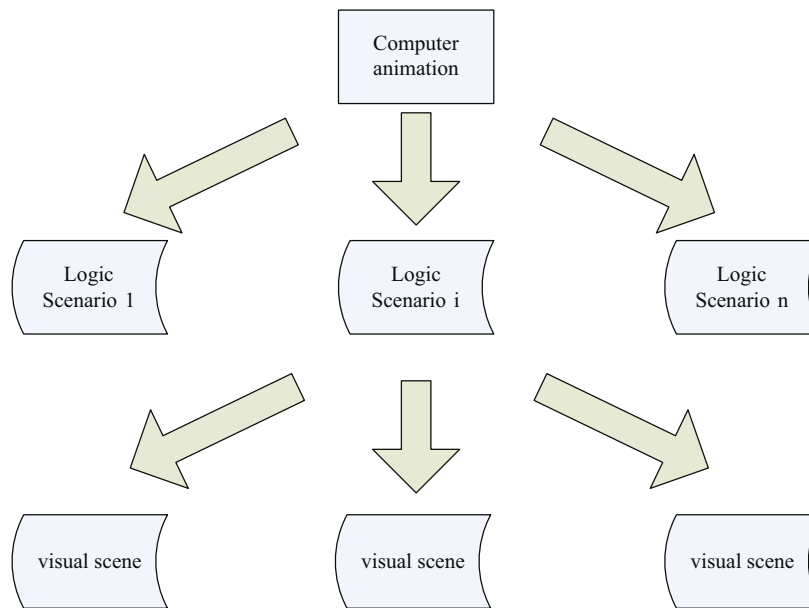 Computer
animation
Logic
Scenario 1
Logic
Scenario i
Logic
Scenario n
visual scene
visual scene
visual scene